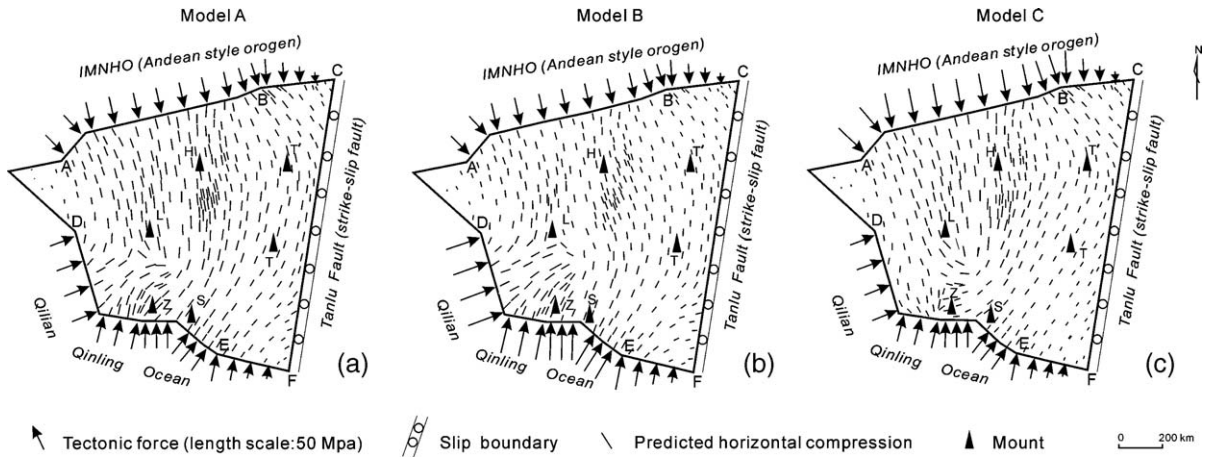 Model A
Model B
Model C
IMNHO (Andean style orogen)
IMNHO (Andean style orogen)
IMNHO (Andean style orogen)
N
A
B
C
D
E
F
H
T'
L
T
Z
S
Qilian
Qinling
Ocean
Tanlu Fault (strike-slip fault)
(a)
A
B
C
D
E
F
H
T'
L
T
Z
S
Qilian
Qinling
Ocean
Tanlu Fault (strike-slip fault)
(b)
A
B
C
D
E
F
H
T'
L
T
S
Qilian
Qinling
Ocean
Tanlu Fault (strike-slip fault)
(c)
Tectonic force (length scale:50 Mpa)
Slip boundary
Predicted horizontal compression
Mount
0 200 km